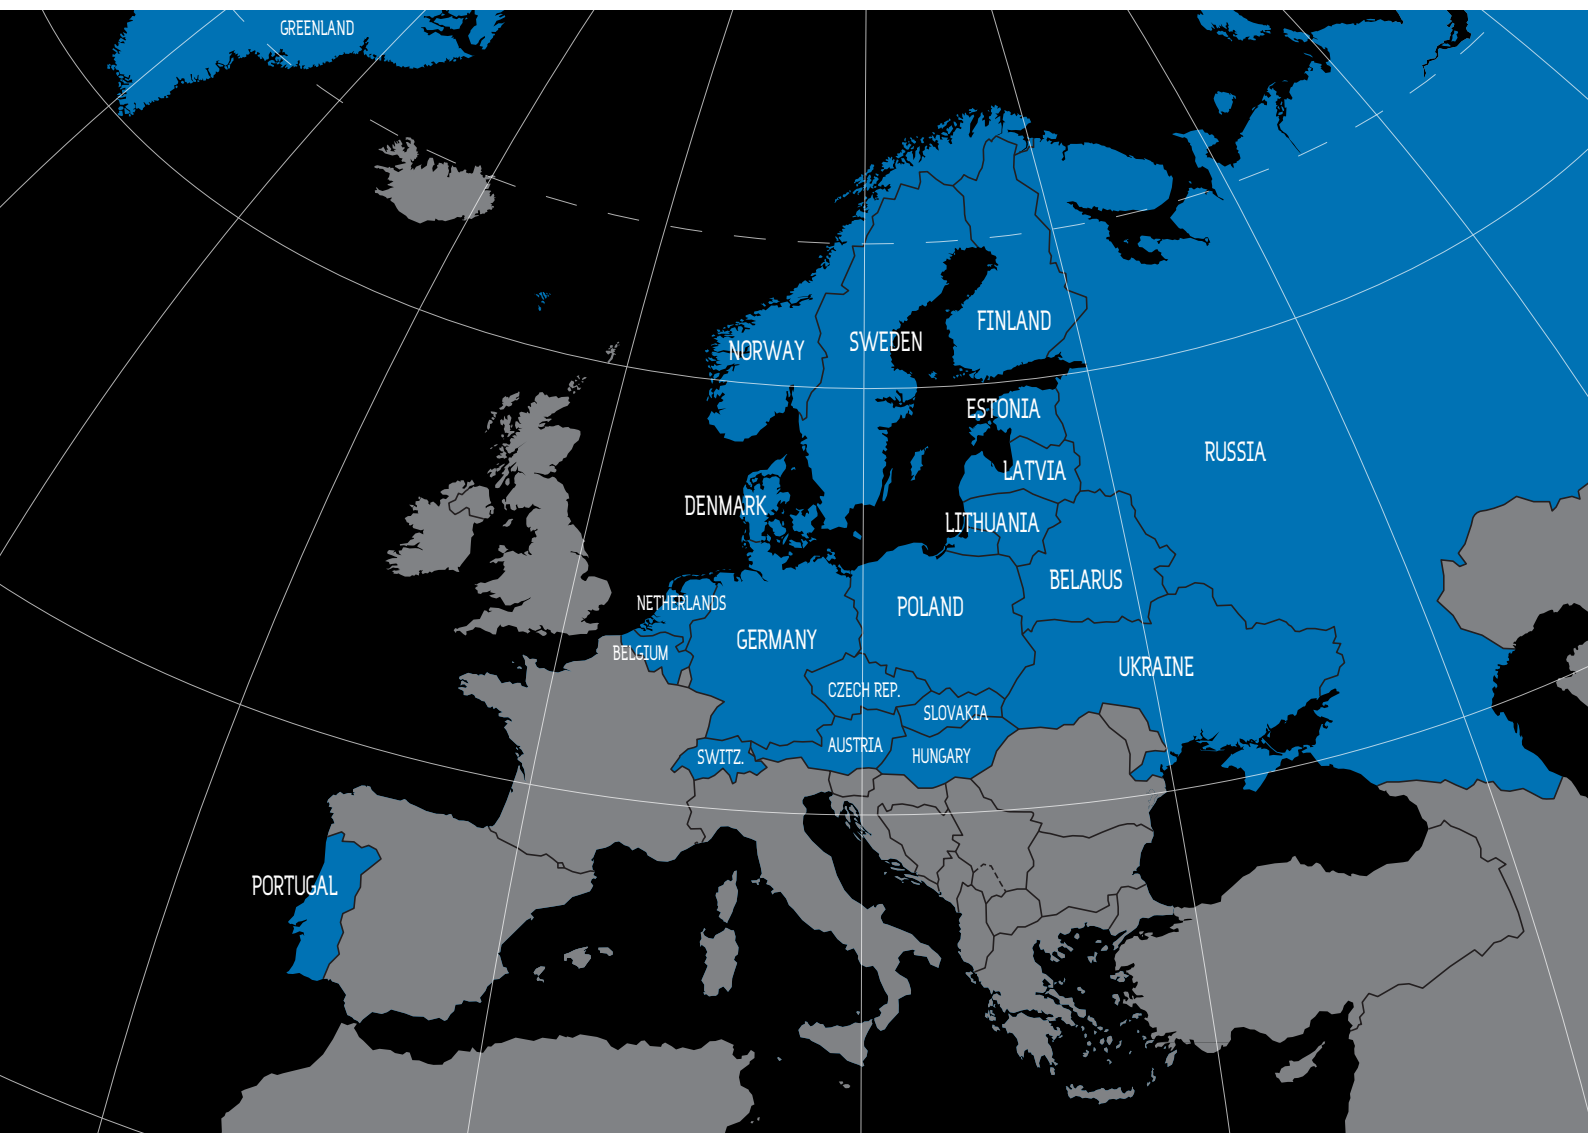 GREENLAND
FINLAND
NORWAY
SWEDEN
ESTONIA
RUSSIA
LATVIA
DENMARK
LITHUANIA
BELARUS
NETHERLANDS
POLAND
GERMANY
BELGIUM
UKRAINE
CZECH REP.
SLOVAKIA
AUSTRIA
SWITZ.
HUNGARY
PORTUGAL